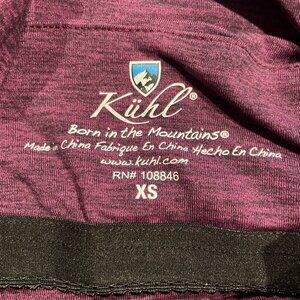 Kühl®
Born in the Mountains®
Made in China Fabriqué En China Hecho En China
www.kuhl.com
RN# 108846
XS